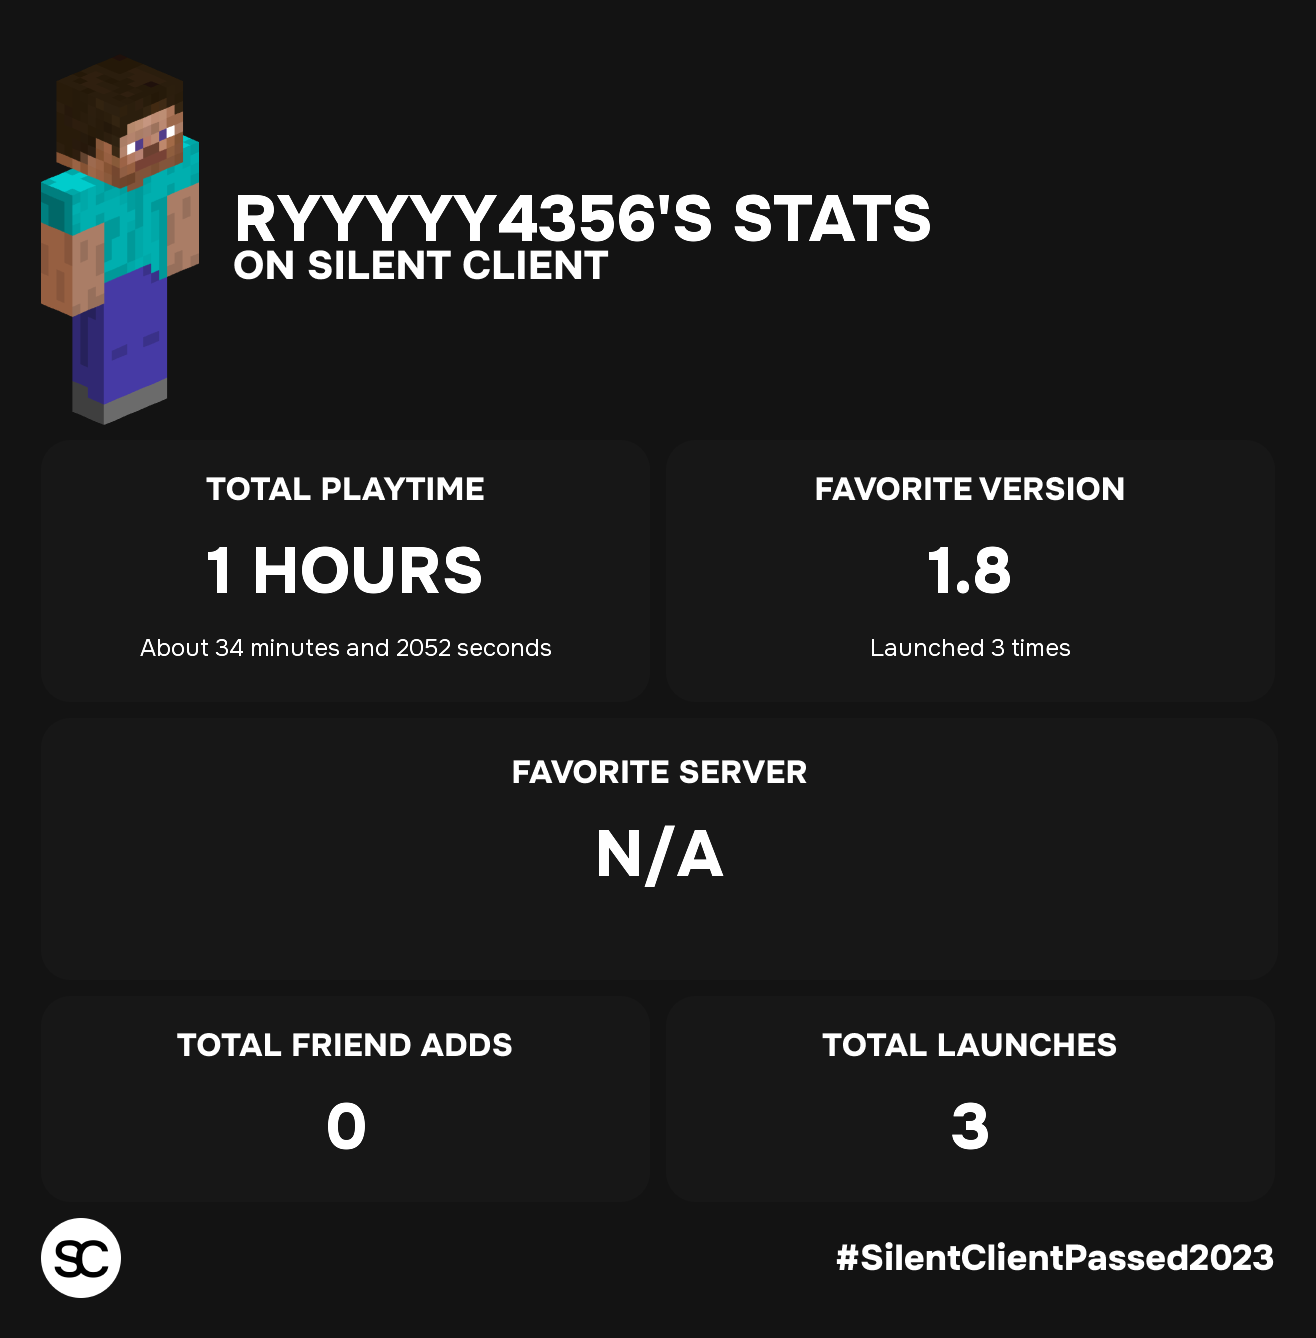 RYYYYY4356'S STATS
ON SILENT CLIENT
TOTAL PLAYTIME
1 HOURS
About 34 minutes and 2052 seconds
FAVORITE VERSION
1.8
Launched 3 times
FAVORITE SERVER
N/A
TOTAL FRIEND ADDS
0
TOTAL LAUNCHES
3
SC
#SilentClientPassed2023